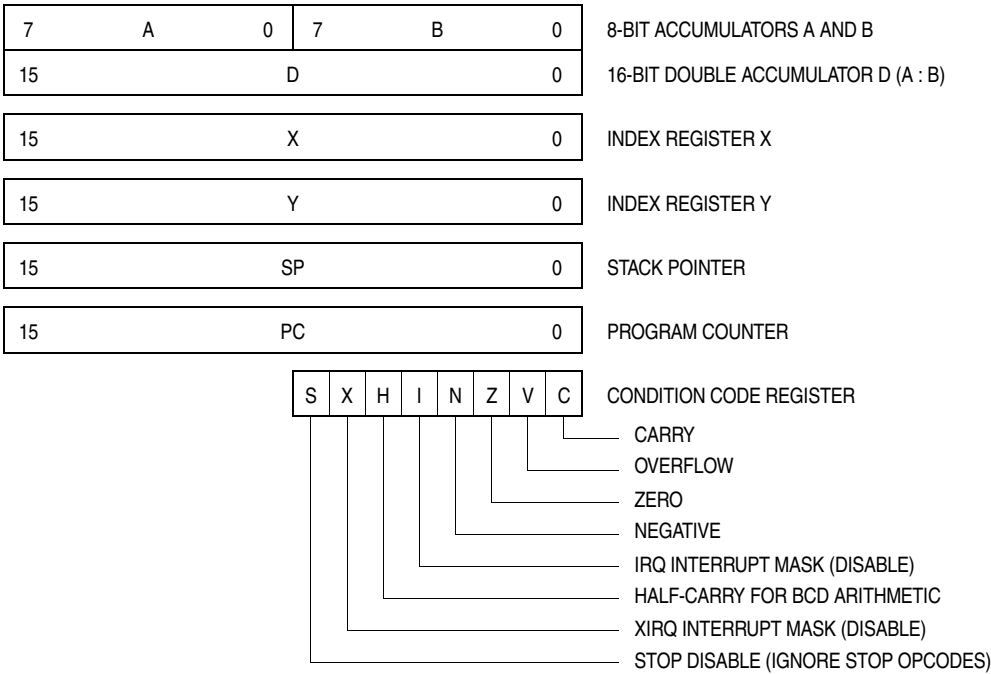 7 A 0 7 B 0 8-BIT ACCUMULATORS A AND B
15 D 0 16-BIT DOUBLE ACCUMULATOR D (A : B)
15 X 0 INDEX REGISTER X
15 Y 0 INDEX REGISTER Y
15 SP 0 STACK POINTER
15 PC 0 PROGRAM COUNTER
S X H I N Z V C CONDITION CODE REGISTER
CARRY
OVERFLOW
ZERO
NEGATIVE
IRQ INTERRUPT MASK (DISABLE)
HALF-CARRY FOR BCD ARITHMETIC
XIRQ INTERRUPT MASK (DISABLE)
STOP DISABLE (IGNORE STOP OPCODES)